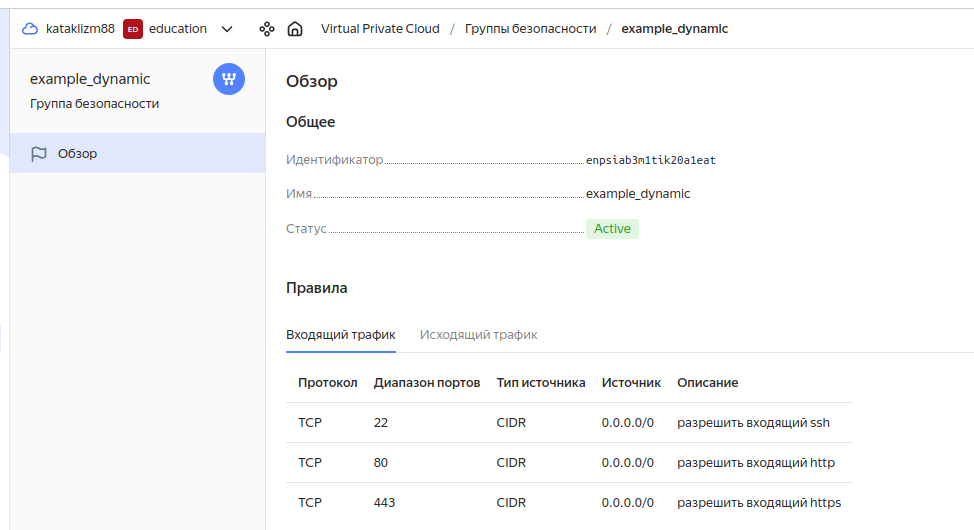 kataklizm88 ED education Virtual Private Cloud / Группы безопасности / example_dynamic
example_dynamic
Группа безопасности
Обзор
Обзор
Общее
Идентификатор enpsiab3m1tik20a1eat
Имя example_dynamic
Статус Active
Правила
Входящий трафик Исходящий трафик
Протокол Диапазон портов Тип источника Источник Описание
TCP 22 CIDR 0.0.0.0/0 разрешить входящий ssh
TCP 80 CIDR 0.0.0.0/0 разрешить входящий http
TCP 443 CIDR 0.0.0.0/0 разрешить входящий https